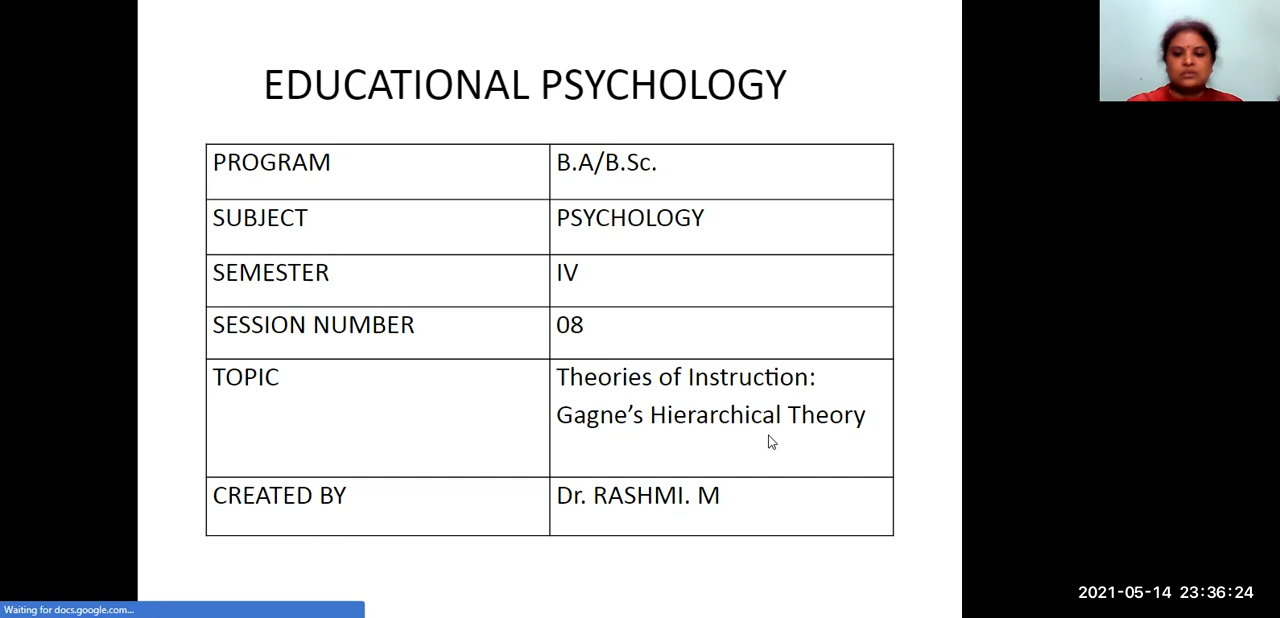 EDUCATIONAL PSYCHOLOGY
PROGRAM B.A/B.Sc.
SUBJECT PSYCHOLOGY
SEMESTER IV
SESSION NUMBER 08
TOPIC Theories of Instruction:
Gagne’s Hierarchical Theory
CREATED BY Dr. RASHMI. M
2021-05-14 23:36:24
Waiting for docs.google.com...